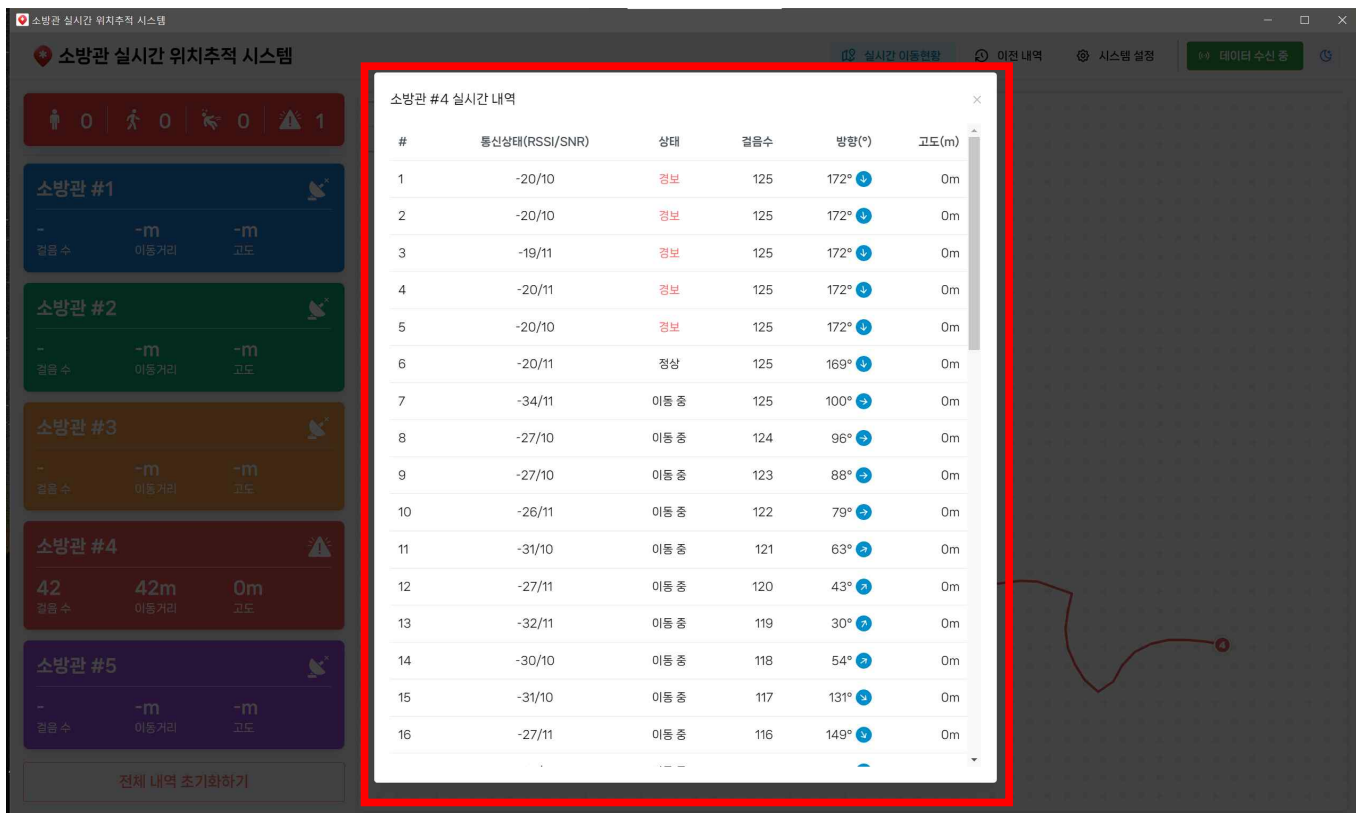 소방관 실시간 위치추적 시스템
소방관 실시간 위치추적 시스템
실시간 이동현황 이전 내역 시스템 설정 데이터 수신 중
0 0 0 1
소방관 #1
- -m -m
걸음 수 이동거리 고도
소방관 #2
- -m -m
걸음 수 이동거리 고도
소방관 #3
- -m -m
걸음 수 이동거리 고도
소방관 #4
42 42m 0m
걸음 수 이동거리 고도
소방관 #5
- -m -m
걸음 수 이동거리 고도
전체 내역 초기화하기
소방관 #4 실시간 내역
# 통신상태(RSSI/SNR) 상태 걸음수 방향(°) 고도(m)
1 -20/10 경보 125 172° 0m
2 -20/10 경보 125 172° 0m
3 -19/11 경보 125 172° 0m
4 -20/11 경보 125 172° 0m
5 -20/10 경보 125 172° 0m
6 -20/11 정상 125 169° 0m
7 -34/11 이동 중 125 100° 0m
8 -27/10 이동 중 124 96° 0m
9 -27/10 이동 중 123 88° 0m
10 -26/11 이동 중 122 79° 0m
11 -31/10 이동 중 121 63° 0m
12 -27/11 이동 중 120 43° 0m
13 -32/11 이동 중 119 30° 0m
14 -30/10 이동 중 118 54° 0m
15 -31/10 이동 중 117 131° 0m
16 -27/11 이동 중 116 149° 0m
4